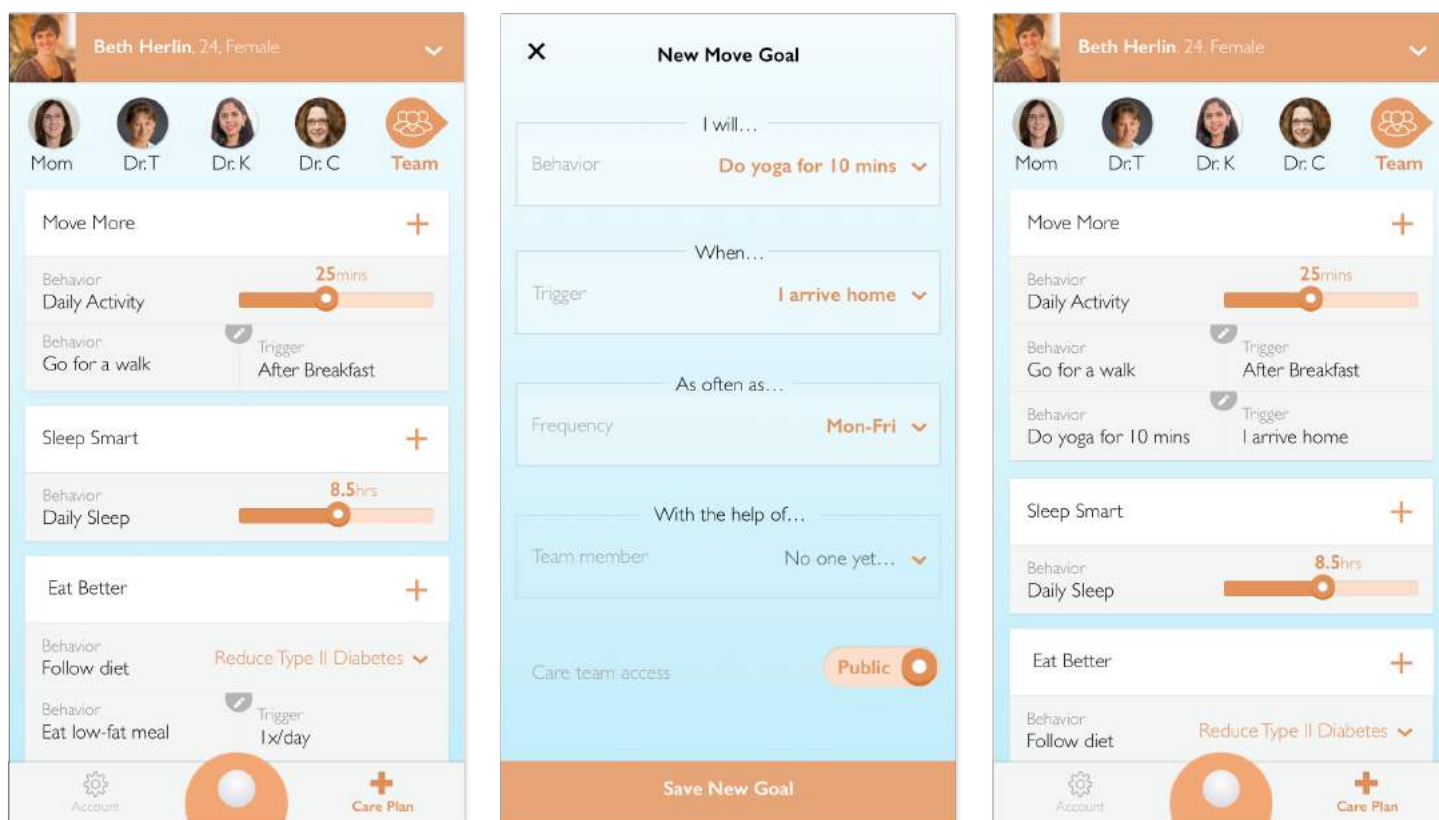 Beth Herlin, 24, Female
Mom Dr. T Dr. K Dr. C Team
Move More
Behavior
Daily Activity
25mins
Behavior
Go for a walk
Trigger
After Breakfast
Sleep Smart
Behavior
Daily Sleep
8.5hrs
Eat Better
Behavior
Follow diet
Reduce Type II Diabetes
Behavior
Eat low-fat meal
Trigger
1x/day
Account
Care Plan
New Move Goal
I will...
Behavior
Do yoga for 10 mins
When...
Trigger
I arrive home
As often as...
Frequency
Mon-Fri
With the help of...
Team member
No one yet...
Care team access
Public
Save New Goal
Beth Herlin, 24, Female
Mom Dr. T Dr. K Dr. C Team
Move More
Behavior
Daily Activity
25mins
Behavior
Go for a walk
Trigger
After Breakfast
Behavior
Do yoga for 10 mins
Trigger
I arrive home
Sleep Smart
Behavior
Daily Sleep
8.5hrs
Eat Better
Behavior
Follow diet
Reduce Type II Diabetes
Account
Care Plan